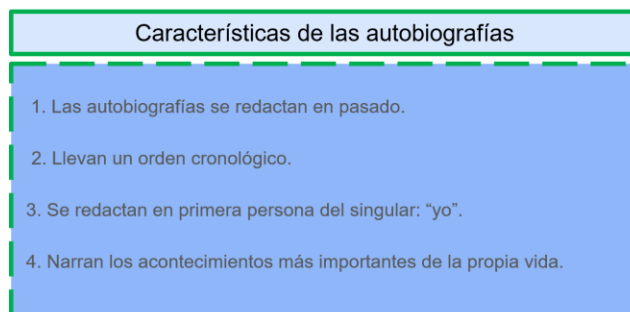 Características de las autobiografías
1. Las autobiografías se redactan en pasado.
2. Llevan un orden cronológico.
3. Se redactan en primera persona del singular: “yo”.
4. Narran los acontecimientos más importantes de la propia vida.